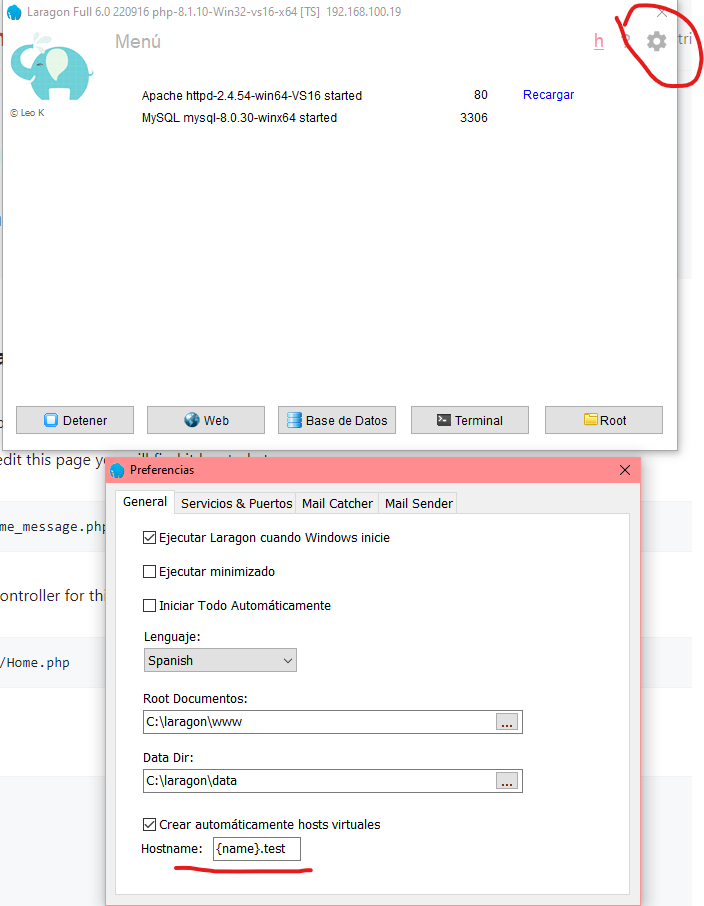 Laragon Full 6.0 220916 php-8.1.10-Win32-vs16-x64 [TS] 192.168.100.19
Menú
h
?
tri
© Leo K
Apache httpd-2.4.54-win64-VS16 started 80 Recargar
MySQL mysql-8.0.30-winx64 started 3306
Detener Web Base de Datos Terminal Root
edit this page
Preferencias
General Servicios & Puertos Mail Catcher Mail Sender
me_message.php
Ejecutar Laragon cuando Windows inicie
Ejecutar minimizado
ontroller for thi
Iniciar Todo Automáticamente
Lenguaje:
/Home.php
Spanish
Root Documentos:
C:\laragon\www ...
Data Dir:
C:\laragon\data ...
Crear automáticamente hosts virtuales
Hostname: {name}.test